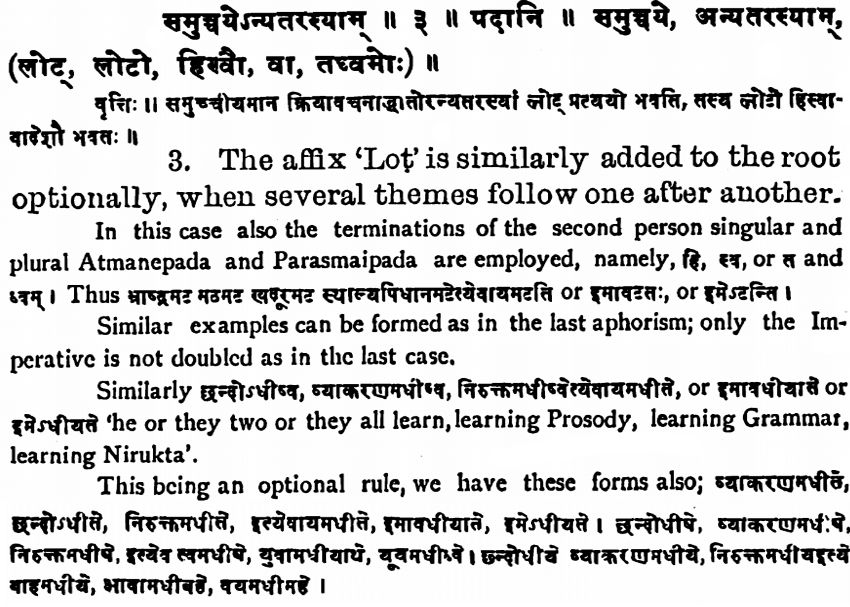 समुच्चयेऽन्यतरस्याम् ॥ ३ ॥ पदानि ॥ समुच्चये, अन्यतरस्याम्,
(लोट्, लोटो, हिस्वौ, वा, तध्वमोः) ॥
वृत्तिः ॥ समुच्चीयमान क्रियावचनाद्धातोरन्यतरस्यां लोट् प्रत्ययो भवति, तस्य लोटो हिस्वा-
वादेशौ भवतः ॥
3. The affix ‘Loṭ’ is similarly added to the root
optionally, when several themes follow one after another.
In this case also the terminations of the second person singular and
plural Atmanepada and Parasmaipada are employed, namely, हि, स्व, or त and
ध्वम् । Thus भ्राष्ट्रमट मठमट खदूरमट स्थाल्यपिधानमटेत्येवायमटति or इमावटतः, or इमेऽटन्ति ।
Similar examples can be formed as in the last aphorism; only the Im-
perative is not doubled as in the last case.
Similarly छन्दोऽधीष्व, व्याकरणमधीष्व, निरुक्तमधीष्वेत्येवायमधीते, or इमावधीयाते or
इमेऽधीयते ‘he or they two or they all learn, learning Prosody, learning Grammar,
learning Nirukta’.
This being an optional rule, we have these forms also; व्याकरणमधीते,
छन्दोऽधीते, निरुक्तमधीते, इत्येवायमधीते, इमावधीयाते, इमेऽधीयते । छन्दोधीषे, व्याकरणमधीषे,
निरुक्तमधीषे, इत्येव त्वमधीषे, युवामधीयाथे, यूयमधीध्वे । छन्दोधीये व्याकरणमधीये, निरुक्तमधीयइत्ये
वाहमधीये, आवामधीवहे, वयमधीमहे ।